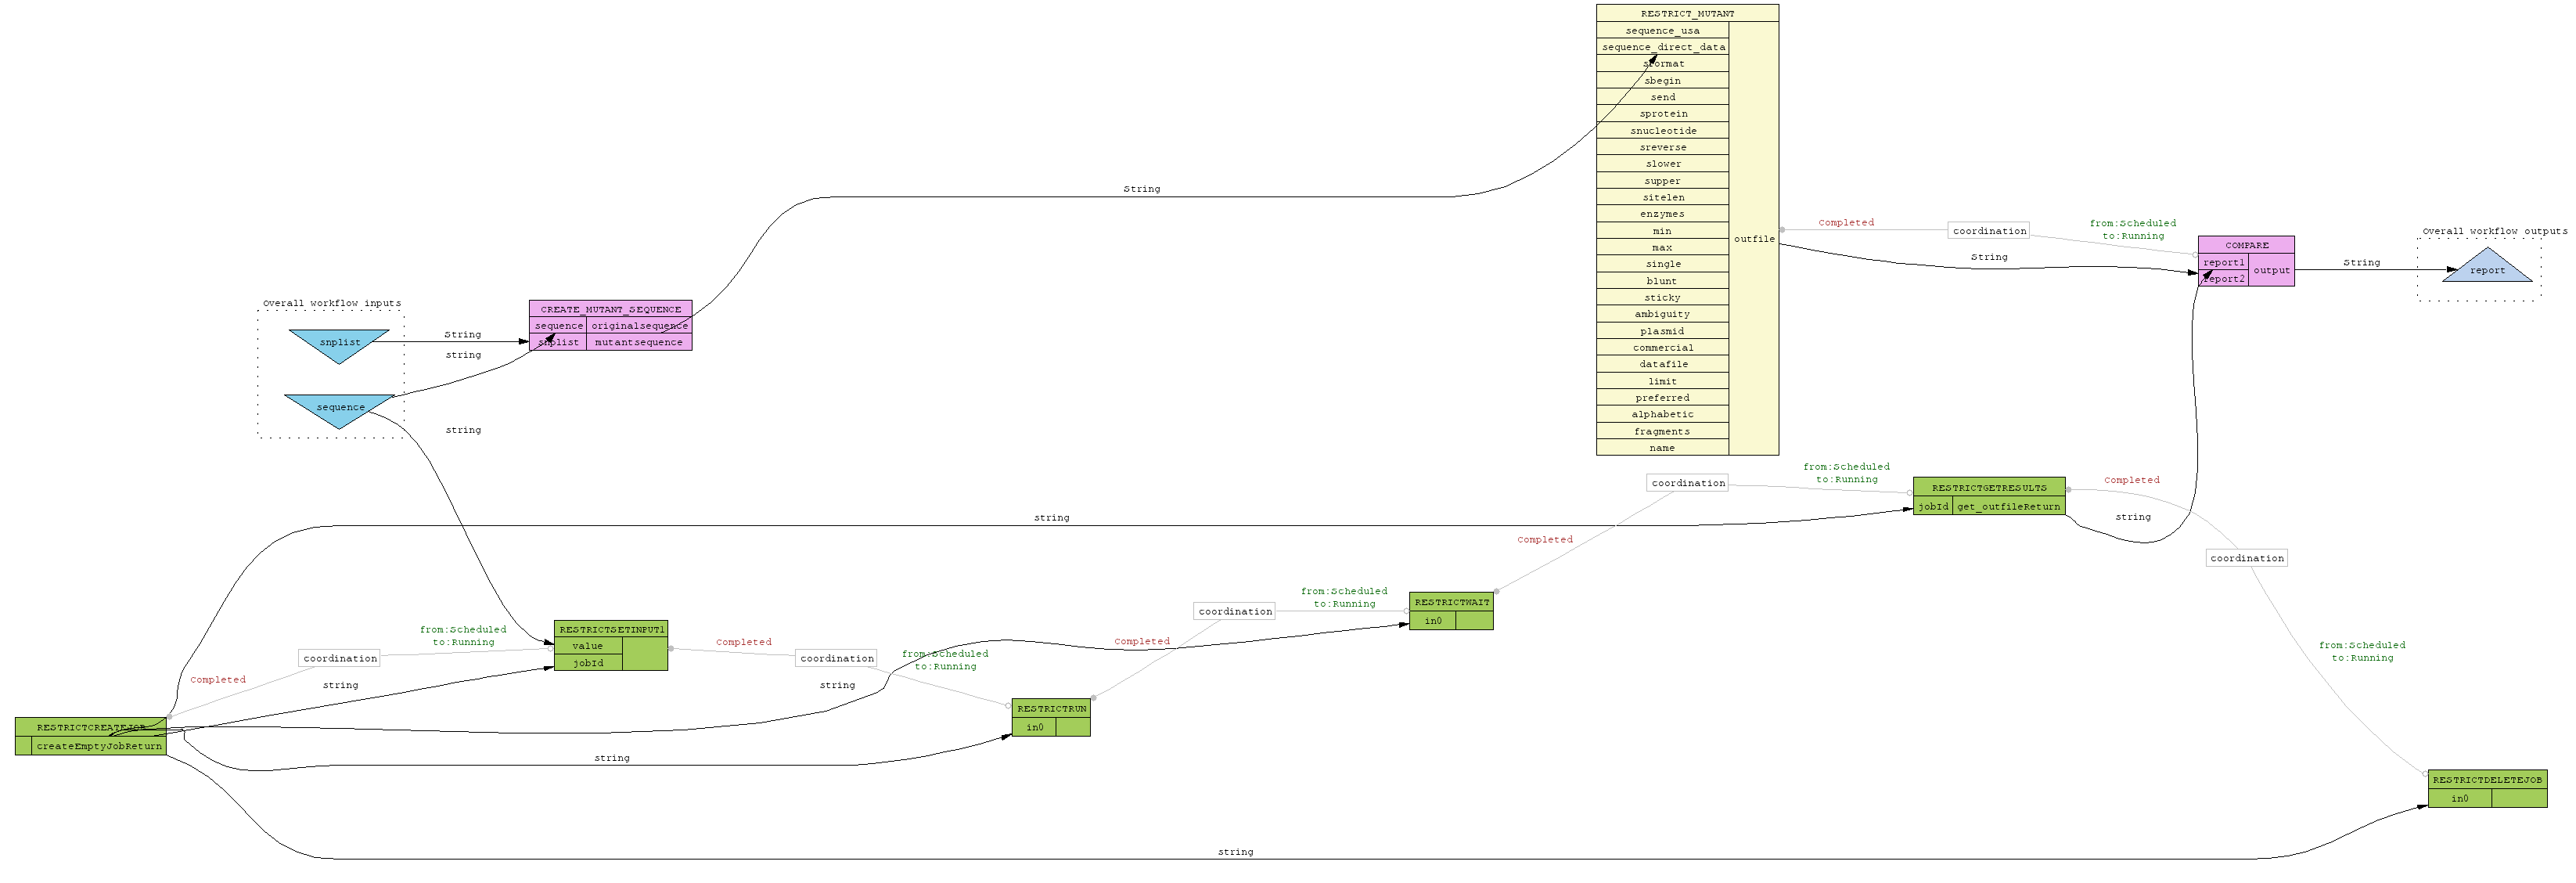 RESTRICT_MUTANT
sequence_usa
sequence_direct_data
sformat
sbegin
send
sprotein
snucleotide
sreverse
slower
supper
sitelen
enzymes
min
max
single
blunt
sticky
ambiguity
plasmid
commercial
datafile
limit
preferred
alphabetic
fragments
name
outfile
String
Completed
coordination
from:Scheduled
to:Running
String
COMPARE
report1
report2
output
String
Overall workflow outputs
report
Overall workflow inputs
snplist
sequence
String
String
String
CREATE_MUTANT_SEQUENCE
sequence
originalsequence
snplist
mutantsequence
String
Completed
coordination
from:Scheduled
to:Running
RESTRICTGETRESULTS
jobId
get_outfileReturn
Completed
String
coordination
from:Scheduled
to:Running
Completed
coordination
from:Scheduled
to:Running
RESTRICTWAIT
in0
Completed
coordination
from:Scheduled
to:Running
RESTRICTSETINPUT1
value
jobId
Completed
coordination
from:Scheduled
to:Running
Completed
String
String
RESTRICTCREATEJOB
createEmptyJobReturn
RESTRICTRUN
in0
String
RESTRICTDELETEJOB
in0
String